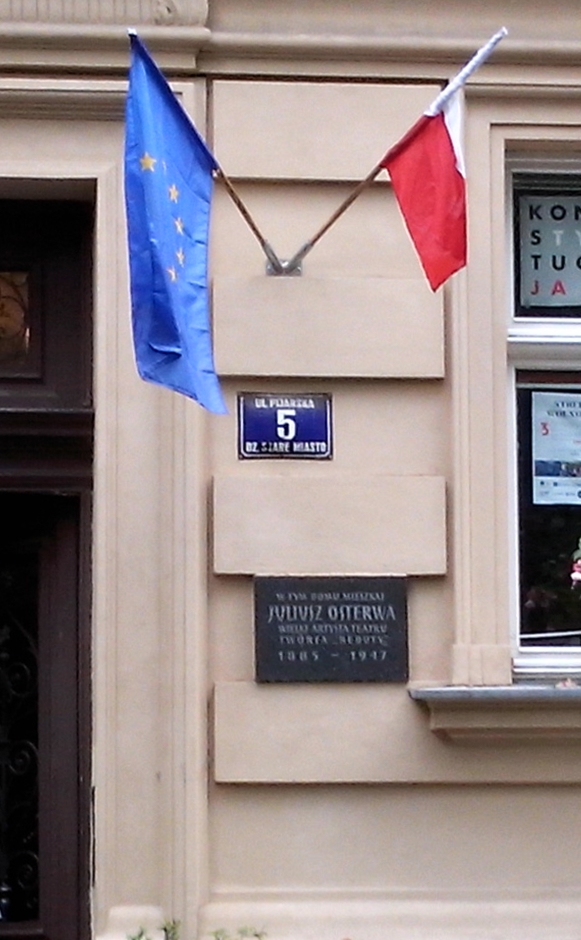 UL. PIJARSKA
5
DZ. STARE MIASTO
W TYM DOMU MIESZKAŁ
JULIUSZ OSTERWA
WIELKI ARTYSTA TEATRU
TWÓRCA „REDUTY”
1885 – 1947
KON
STY
TUC
JA
3